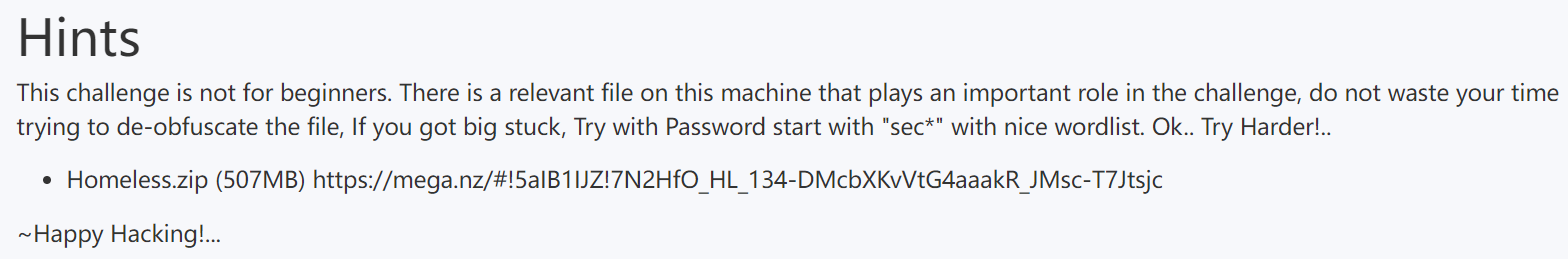 Hints
This challenge is not for beginners. There is a relevant file on this machine that plays an important role in the challenge, do not waste your time
trying to de-obfuscate the file, If you got big stuck, Try with Password start with "sec*" with nice wordlist. Ok.. Try Harder!..
• Homeless.zip (507MB) https://mega.nz/#!5aIB1IJZ!7N2HfO_HL_134-DMcbXKvVtG4aaakR_JMsc-T7Jtsjc
~Happy Hacking!...